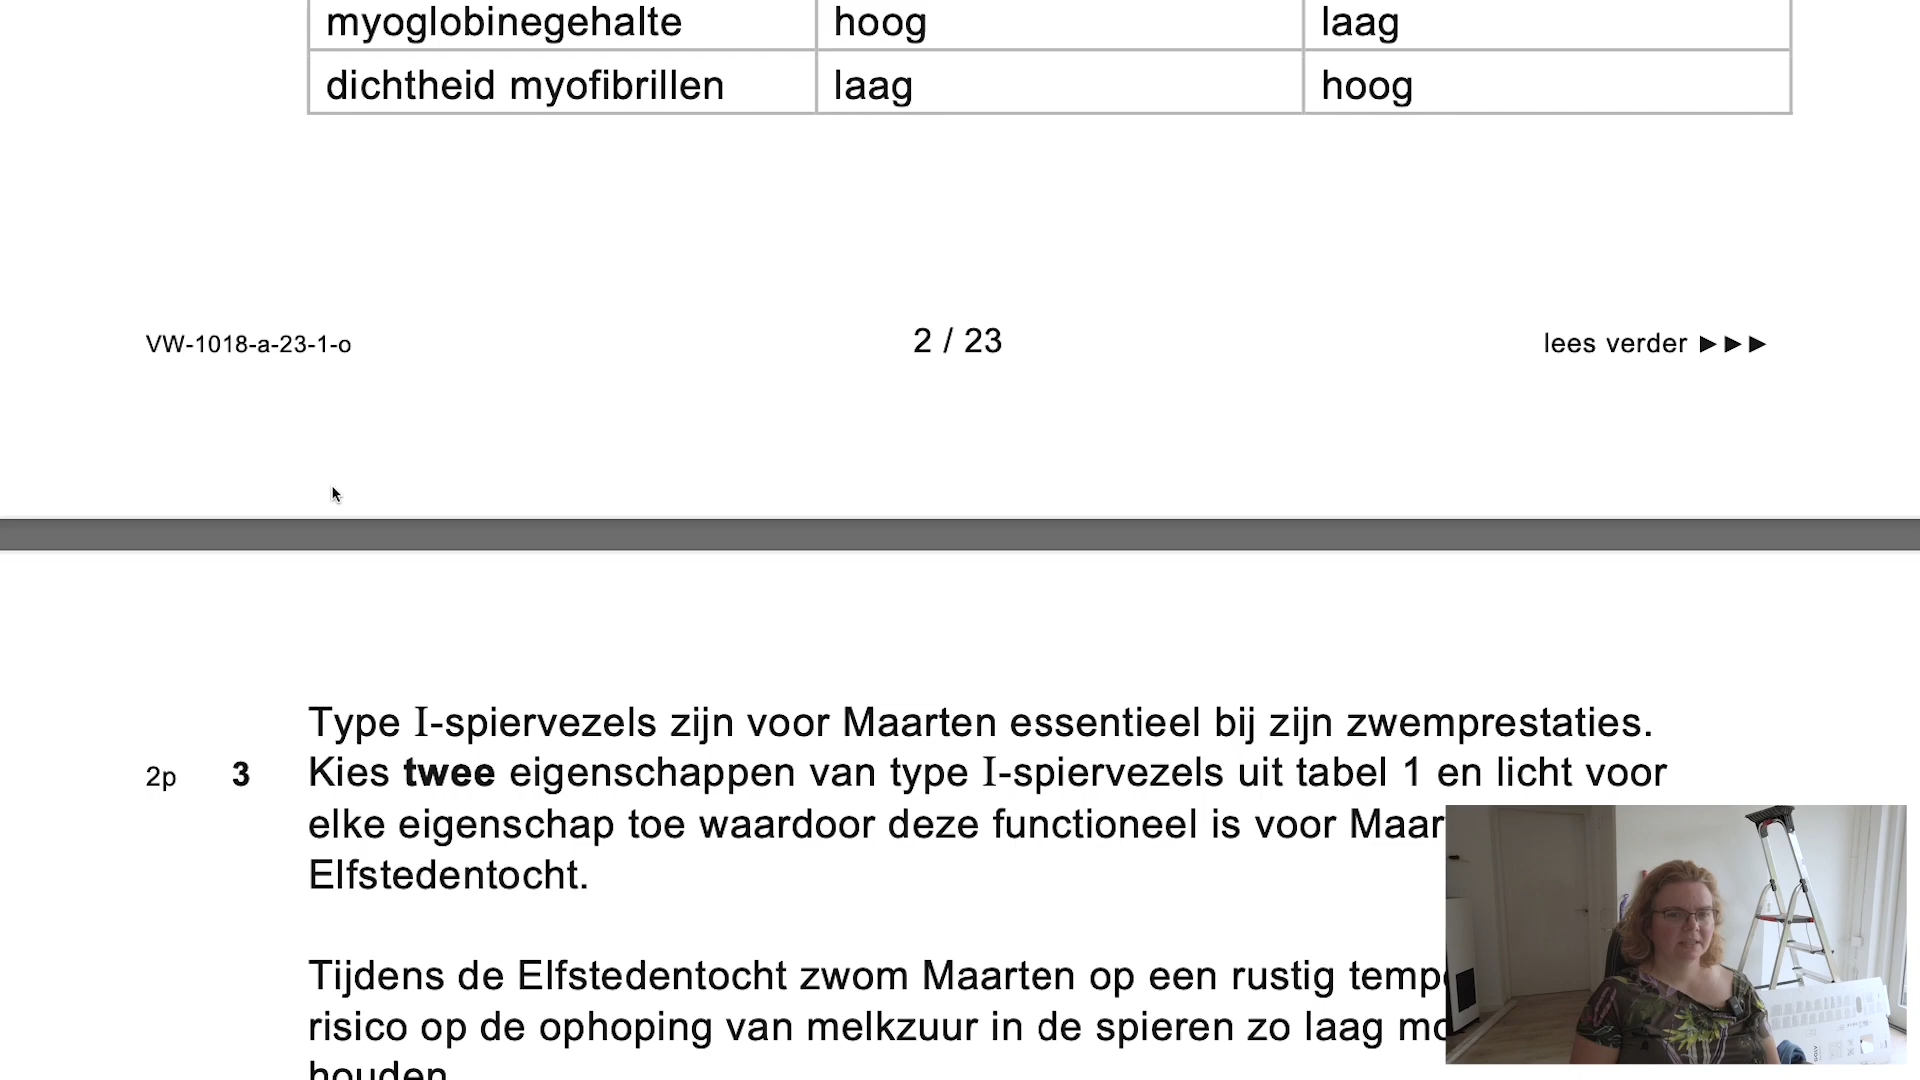 myoglobinegehalte hoog laag
dichtheid myofibrillen laag hoog
VW-1018-a-23-1-o 2 / 23 lees verder ►►►
Type I-spiervezels zijn voor Maarten essentieel bij zijn zwemprestaties.
2p 3 Kies twee eigenschappen van type I-spiervezels uit tabel 1 en licht voor
elke eigenschap toe waardoor deze functioneel is voor
Elfstedentocht.
Tijdens de Elfstedentocht zwom Maarten op een rustig
risico op de ophoping van melkzuur in de spieren zo laag
houden